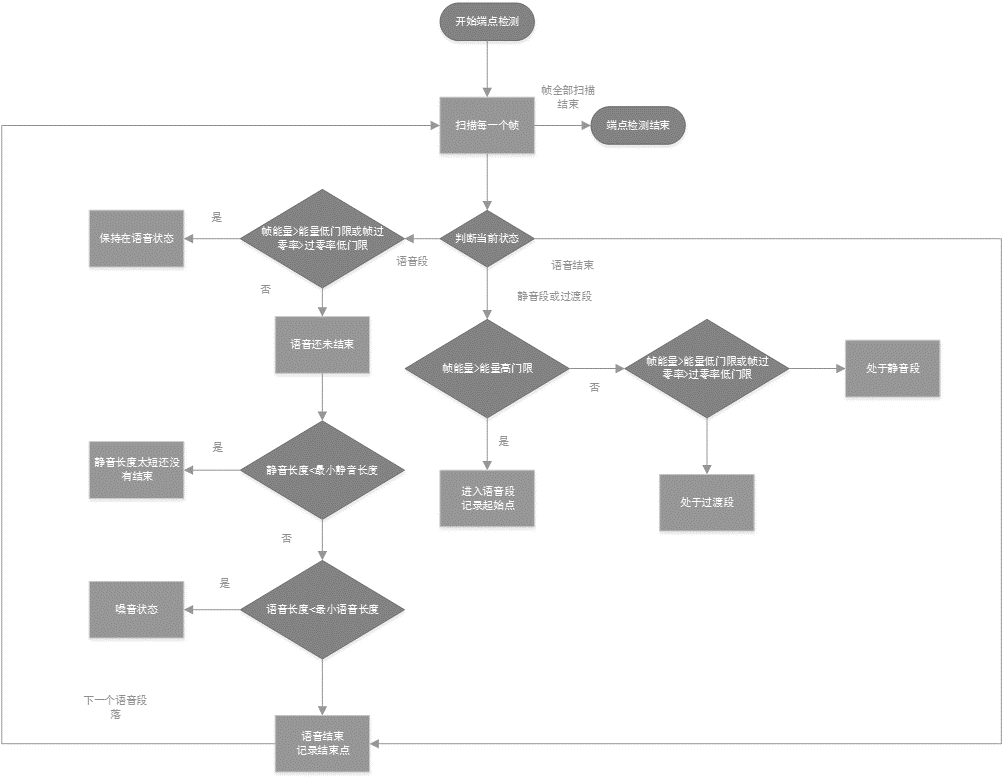 开始端点检测
帧全部扫描
结束
扫描每一个帧
端点检测结束
是
保持在语音状态
帧能量>能量低门限或帧过
零率>过零率低门限
语音段
判断当前状态
语音结束
否
静音段或过渡段
语音还未结束
帧能量>能量高门限
否
帧能量>能量低门限或帧过
零率>过零率低门限
处于静音段
是
静音长度太短还没
有结束
静音长度<最小静音长度
是
进入语音段
记录起始点
处于过渡段
否
是
噪音状态
语音长度<最小语音长度
下一个语音段
落
语音结束
记录结束点